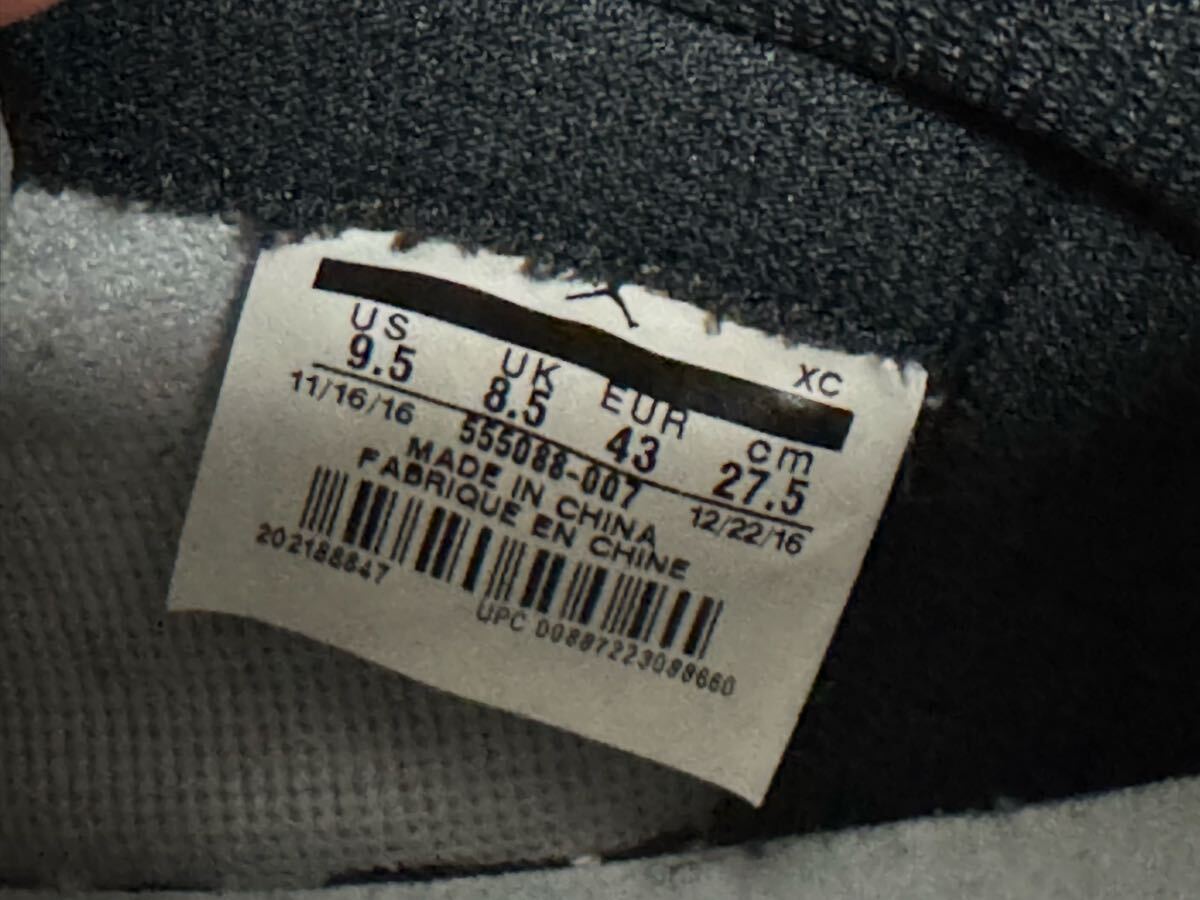 XC
US UK EUR cm
9.5 8.5 43 27.5
11/16/16 555088-007 12/22/16
MADE IN CHINA
FABRIQUE EN CHINE
202188847
UPC 00887223088660